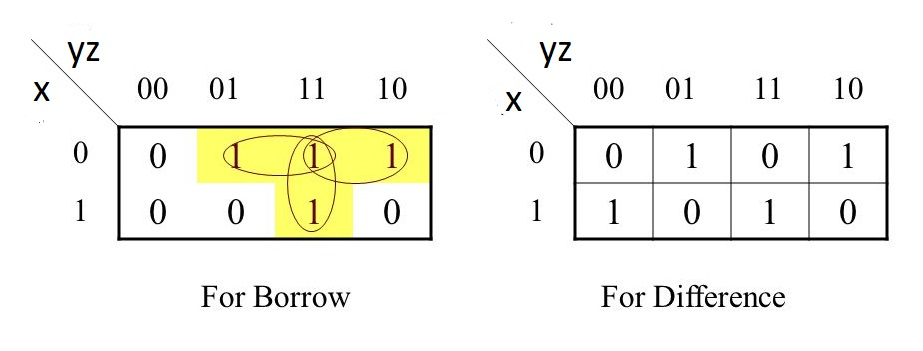 yz
x
00 01 11 10
0 0 1 1 1
1 0 0 1 0
For Borrow
yz
x
00 01 11 10
0 0 1 0 1
1 1 0 1 0
For Difference